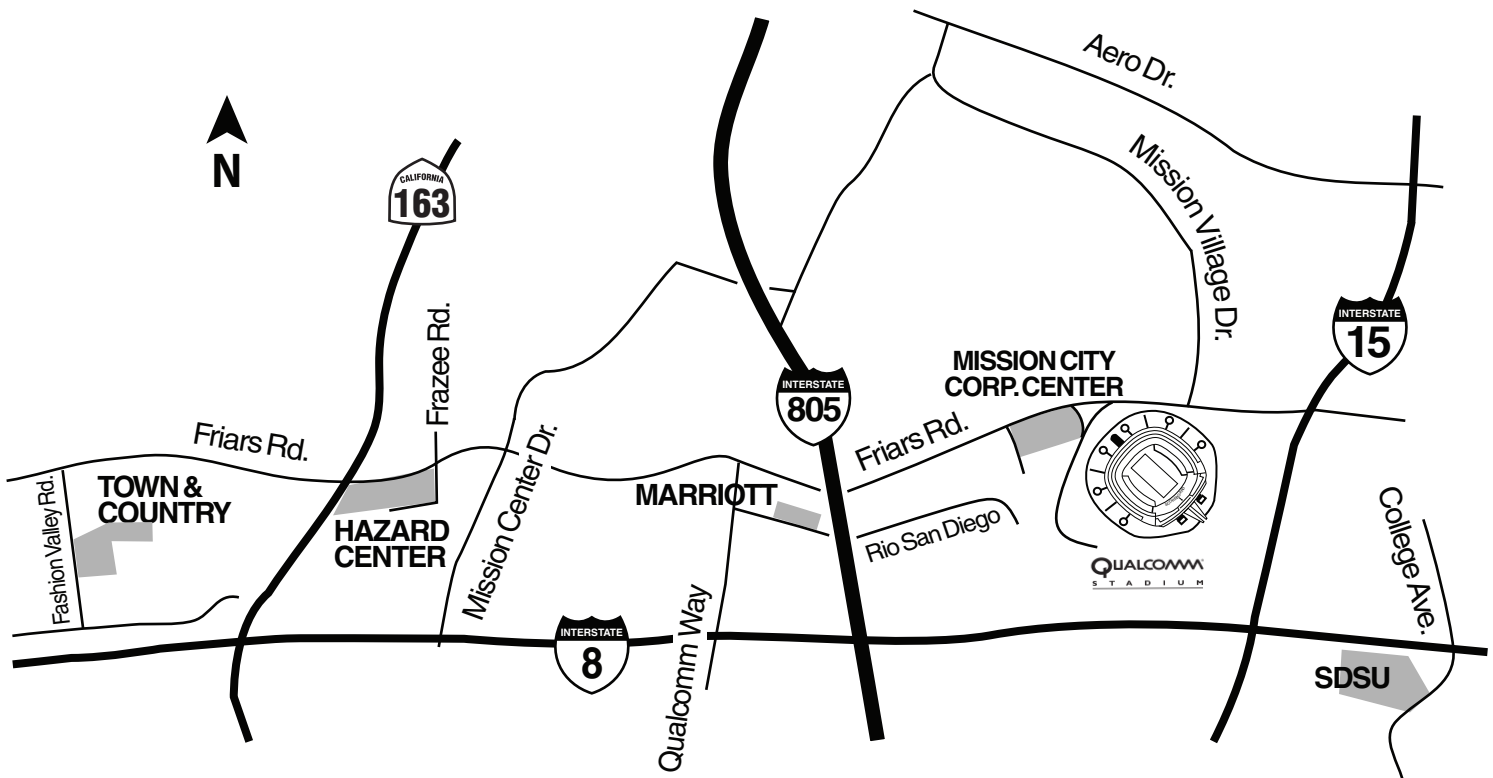 Aero Dr.
N
CALIFORNIA
163
Mission Village Dr.
Frazee Rd.
INTERSTATE
15
MISSION CITY
CORP. CENTER
INTERSTATE
805
Friars Rd.
Friars Rd.
Mission Center Dr.
TOWN &
COUNTRY
MARRIOTT
Fashion Valley Rd.
HAZARD
CENTER
Rio San Diego
College Ave.
QUALCOMM
STADIUM
Qualcomm Way
INTERSTATE
8
SDSU